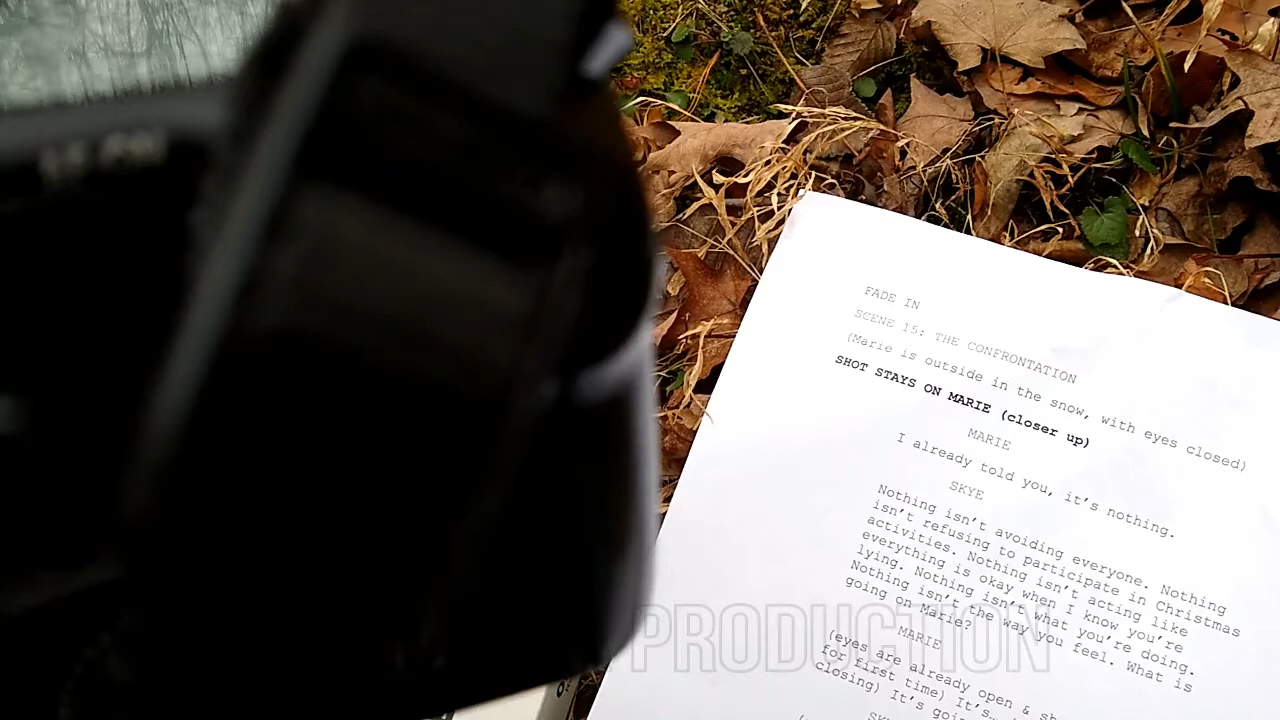 FADE IN
SCENE 15: THE CONFRONTATION
(Marie is outside in the snow, with eyes closed)
SHOT STAYS ON MARIE (closer up)
MARIE
I already told you, it's nothing.
SKYE
Nothing isn't avoiding everyone. Nothing
isn't refusing to participate in Christmas
activities. Nothing isn't acting like
everything is okay when I know you're
lying. Nothing isn't what you're doing.
Nothing isn't the way you feel. What is
going on Marie?
MARIE
(eyes are already open &
for first time) It's…
closing) It's
PRODUCTION